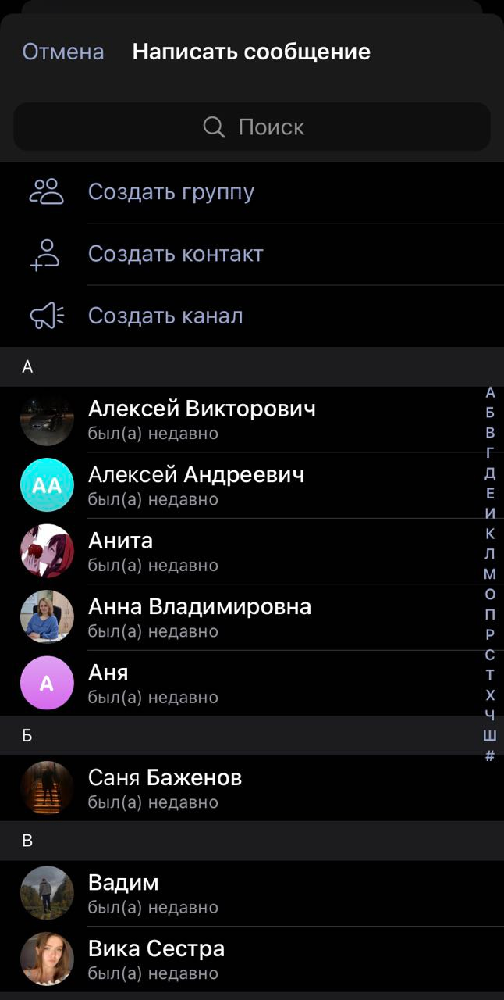 Отмена Написать сообщение
Поиск
Создать группу
Создать контакт
Создать канал
А
Алексей Викторович
был(а) недавно
АА
Алексей Андреевич
был(а) недавно
Анита
был(а) недавно
Анна Владимировна
был(а) недавно
А
Аня
был(а) недавно
Б
Саня Баженов
был(а) недавно
В
Вадим
был(а) недавно
Вика Сестра
был(а) недавно
А
Б
В
Г
Д
Е
И
К
Л
М
О
П
Р
С
Т
Х
Ч
Ш
#